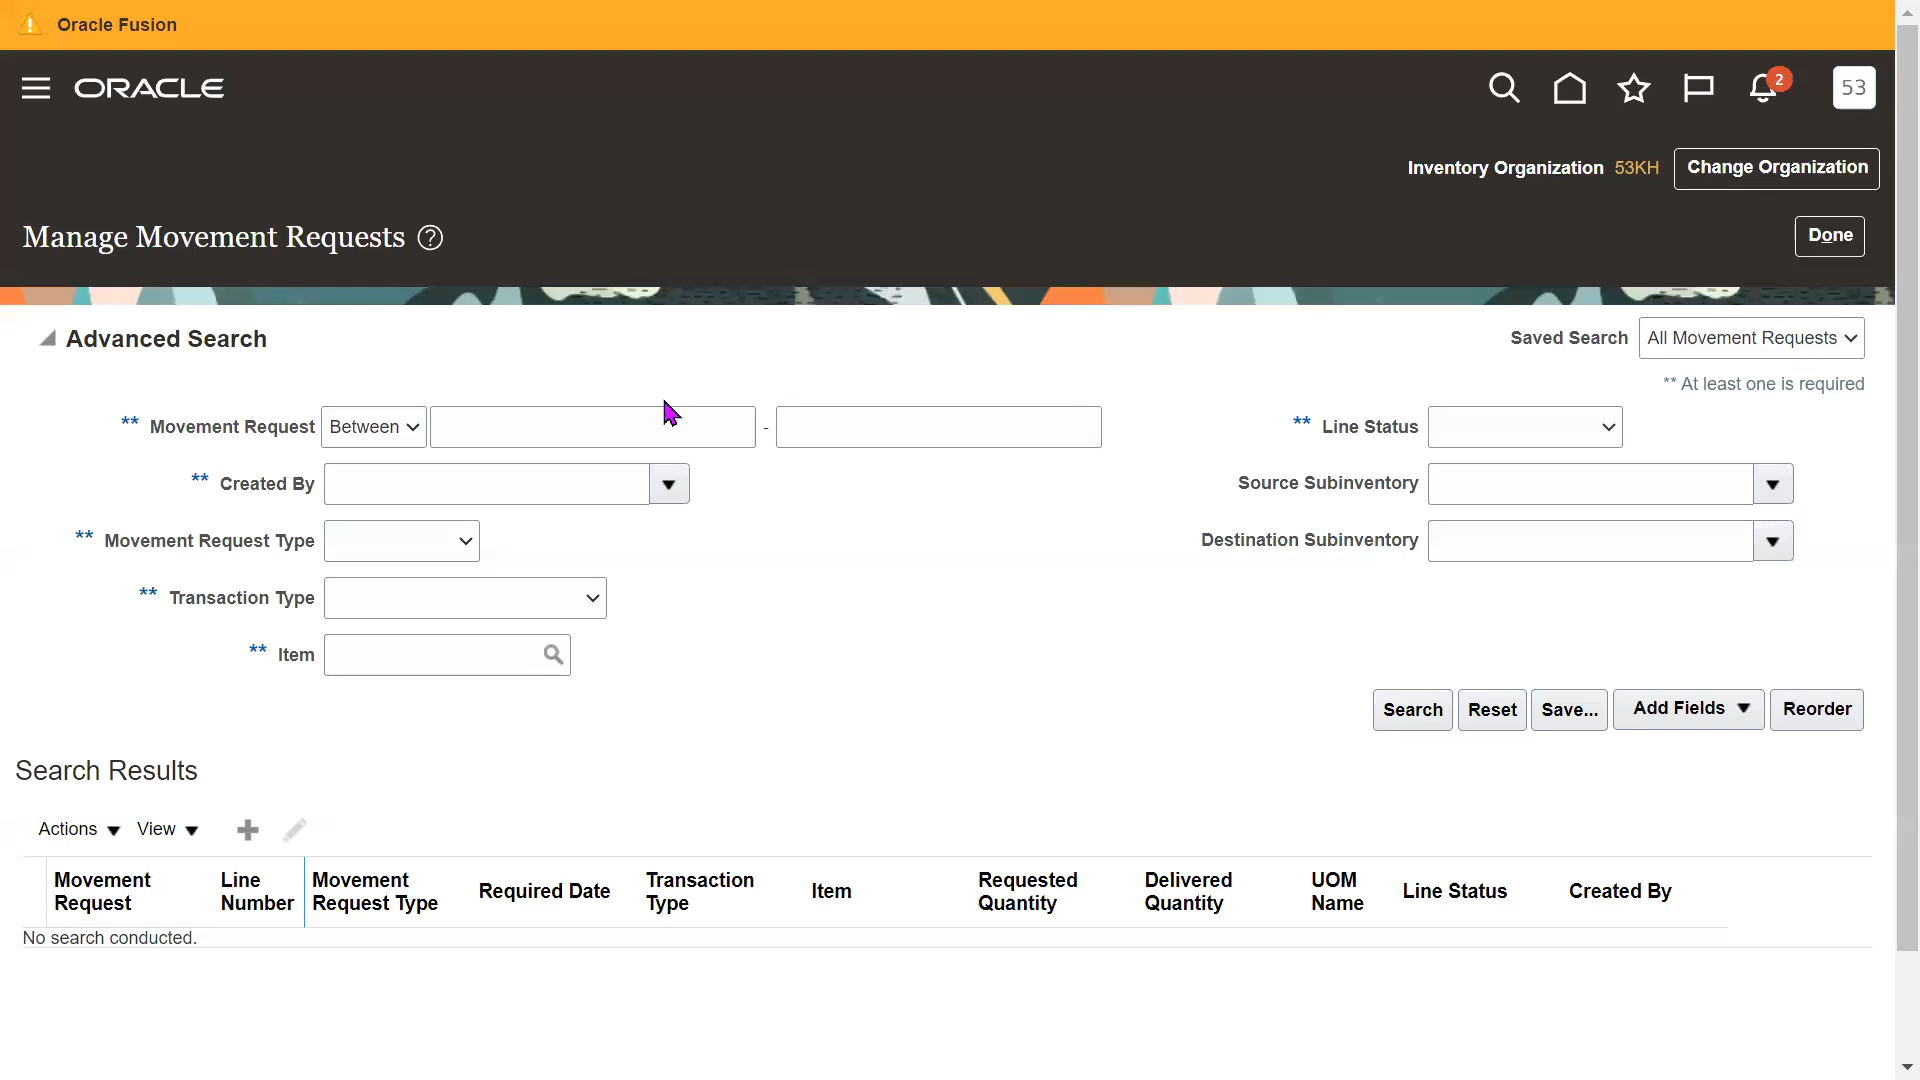 Oracle Fusion
ORACLE
2
53
Inventory Organization 53KH Change Organization
Manage Movement Requests ?
Done
Advanced Search
Saved Search All Movement Requests
** At least one is required
** Movement Request Between -
** Line Status
** Created By
Source Subinventory
** Movement Request Type
Destination Subinventory
** Transaction Type
** Item
Search Reset Save... Add Fields Reorder
Search Results
Actions View
Movement Request
Line Number
Movement Request Type
Required Date
Transaction Type
Item
Requested Quantity
Delivered Quantity
UOM Name
Line Status
Created By
No search conducted.